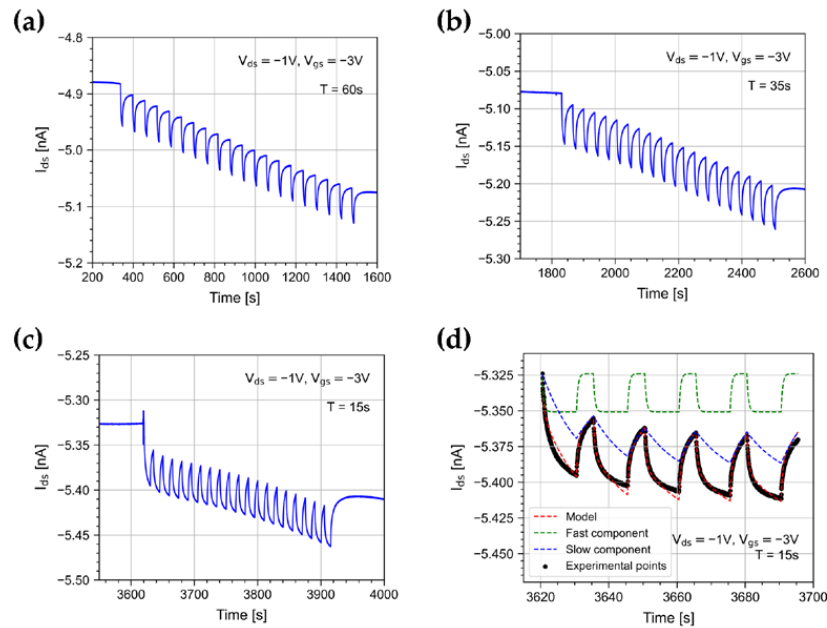 (a)
−4.8
−4.9
−5.0
−5.1
−5.2
I_ds [nA]
V_ds = −1V, V_gs = −3V
T = 60s
200 400 600 800 1000 1200 1400 1600
Time [s]
(b)
−5.00
−5.05
−5.10
−5.15
−5.20
−5.25
−5.30
I_ds [nA]
V_ds = −1V, V_gs = −3V
T = 35s
1800 2000 2200 2400 2600
Time [s]
(c)
−5.25
−5.30
−5.35
−5.40
−5.45
−5.50
I_ds [nA]
V_ds = −1V, V_gs = −3V
T = 15s
3600 3700 3800 3900 4000
Time [s]
(d)
−5.325
−5.350
−5.375
−5.400
−5.425
−5.450
I_ds [nA]
Model
Fast component
Slow component
Experimental points
V_ds = −1V, V_gs = −3V
T = 15s
3620 3640 3660 3680 3700
Time [s]